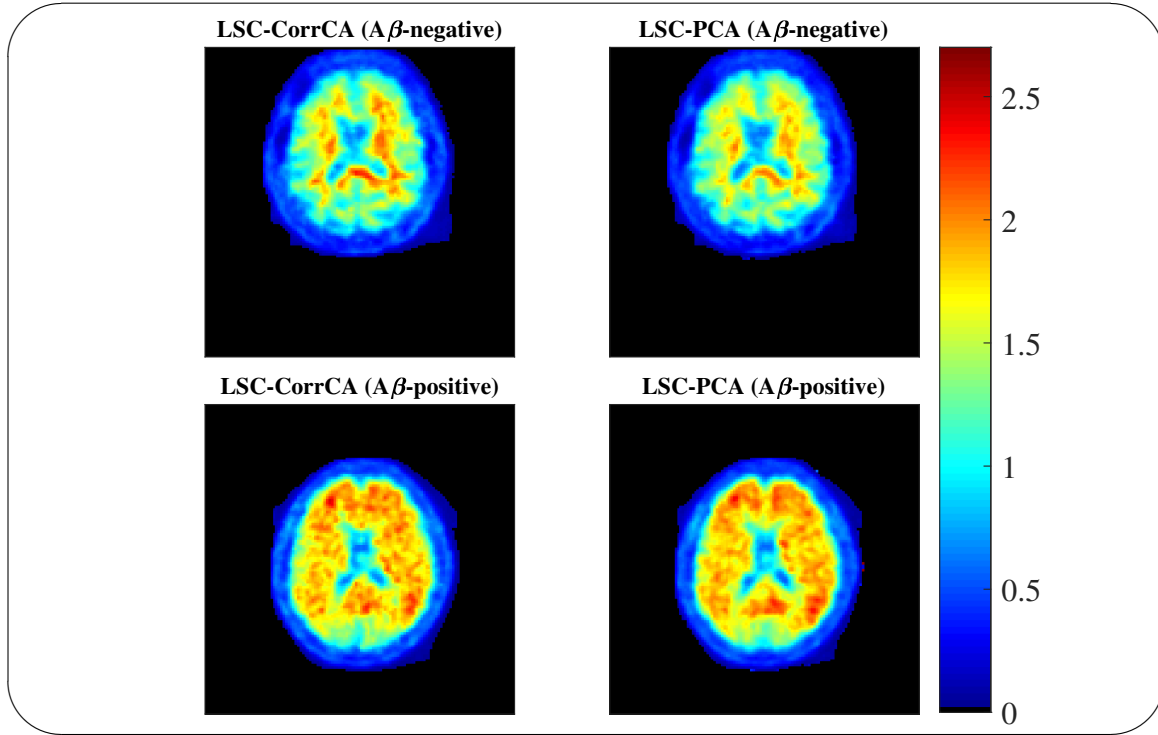 LSC-CorrCA (Aβ-negative)
LSC-PCA (Aβ-negative)
LSC-CorrCA (Aβ-positive)
LSC-PCA (Aβ-positive)
2.5
2
1.5
1
0.5
0